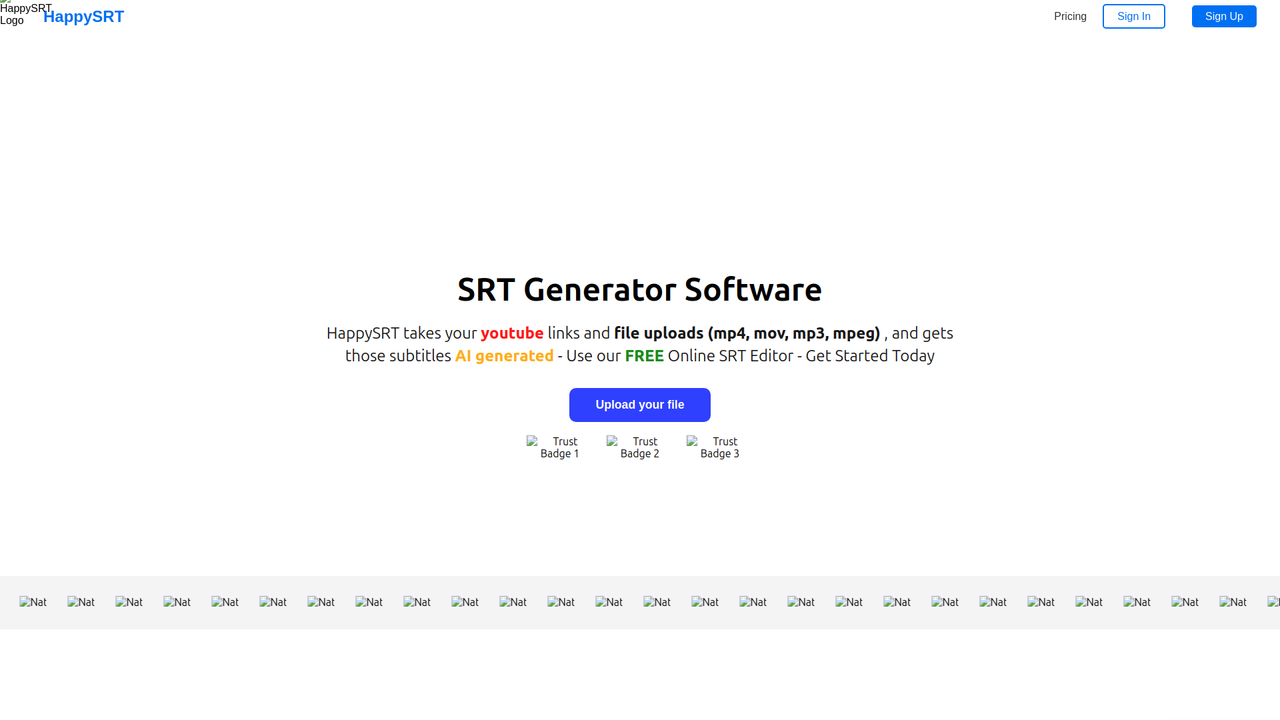 HappySRT
Logo
HappySRT
Pricing
Sign In
Sign Up
SRT Generator Software
HappySRT takes your youtube links and file uploads (mp4, mov, mp3, mpeg) , and gets
those subtitles AI generated - Use our FREE Online SRT Editor - Get Started Today
Upload your file
Trust
Badge 1
Trust
Badge 2
Trust
Badge 3
Nat Nat Nat Nat Nat Nat Nat Nat Nat Nat Nat Nat Nat Nat Nat Nat Nat Nat Nat Nat Nat Nat Nat Nat Nat Nat